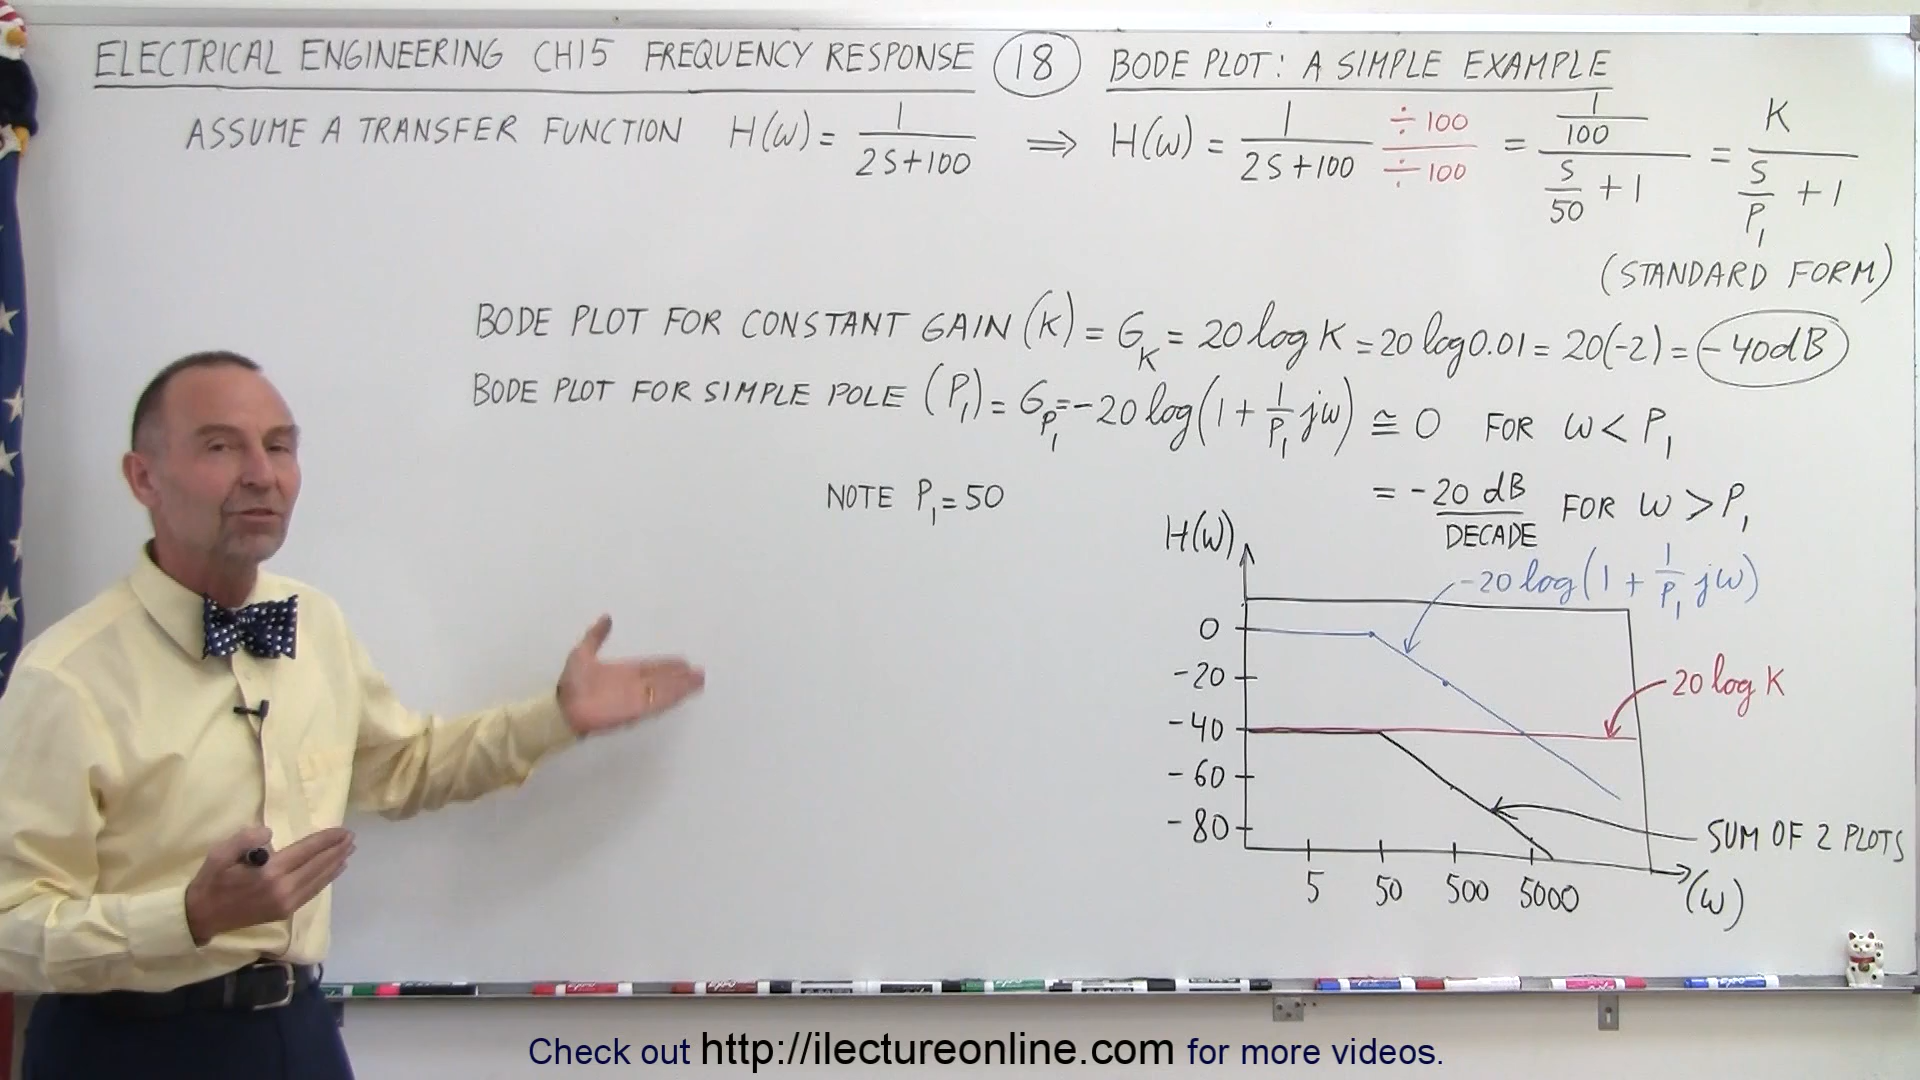 ELECTRICAL ENGINEERING CH15 FREQUENCY RESPONSE 18 BODE PLOT: A SIMPLE EXAMPLE
ASSUME A TRANSFER FUNCTION H(ω) = 1/(2S+100) ⇒ H(ω) = 1/(2S+100) ÷100/÷100 = (1/100)/(S/50 + 1) = K/(S/P₁ + 1)
(STANDARD FORM)
BODE PLOT FOR CONSTANT GAIN (K) = G_K = 20 log K = 20 log 0.01 = 20(-2) = -40dB
BODE PLOT FOR SIMPLE POLE (P₁) = G_P₁ = -20 log(1 + 1/P₁ jω) ≅ 0 FOR ω < P₁
NOTE P₁ = 50
= -20 dB/DECADE FOR ω > P₁
H(ω)
-20 log(1 + 1/P₁ jω)
0
-20
20 log K
-40
-60
-80
SUM OF 2 PLOTS
5 50 500 5000 (ω)
Check out http://ilectureonline.com for more videos.